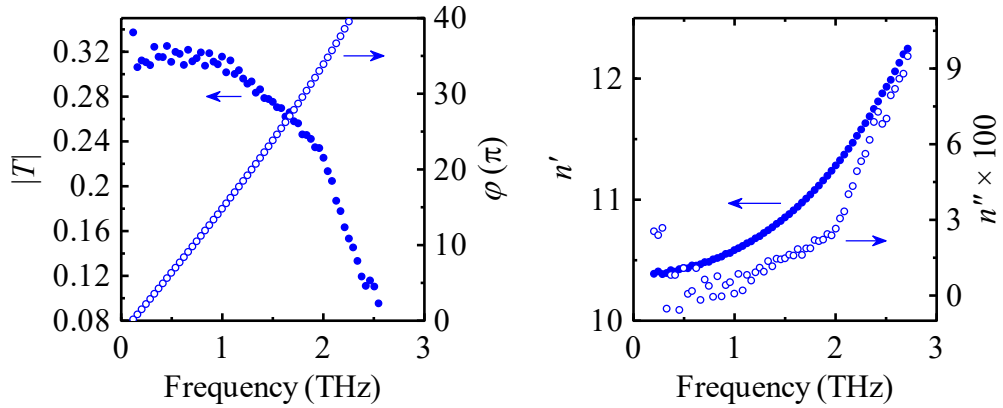 |T|
0.32
0.28
0.24
0.2
0.16
0.12
0.08
0 1 2 3
Frequency (THz)
40
30
20
10
0
φ (π)
n′
12
11
10
0 1 2 3
Frequency (THz)
9
6
3
0
n″ × 100